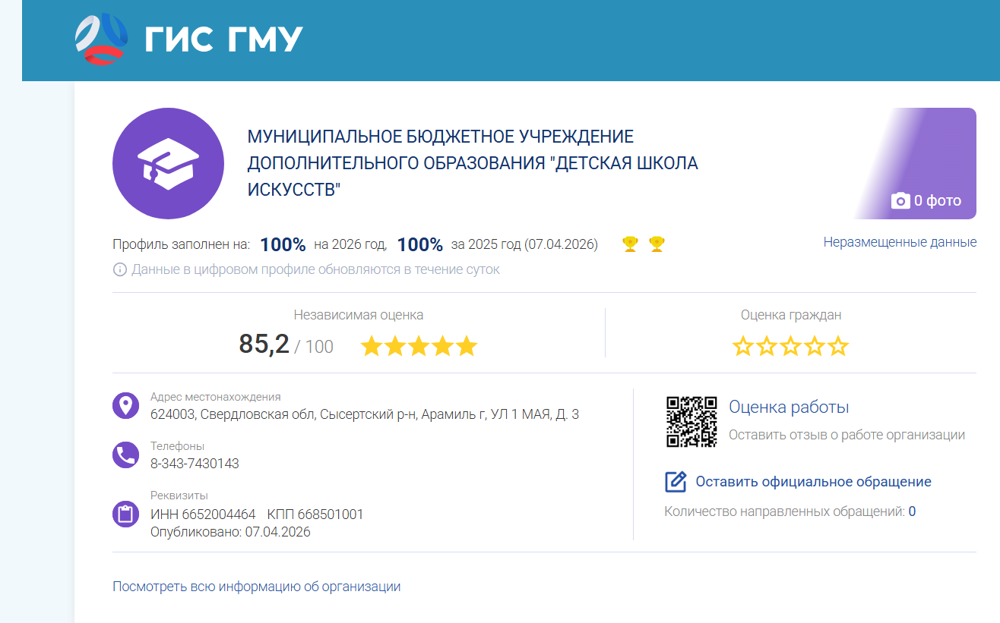 ГИС ГМУ
МУНИЦИПАЛЬНОЕ БЮДЖЕТНОЕ УЧРЕЖДЕНИЕ
ДОПОЛНИТЕЛЬНОГО ОБРАЗОВАНИЯ "ДЕТСКАЯ ШКОЛА
ИСКУССТВ"
0 фото
Профиль заполнен на: 100% на 2026 год, 100% за 2025 год (07.04.2026)
Неразмещенные данные
Данные в цифровом профиле обновляются в течение суток
Независимая оценка
85,2 / 100
Оценка граждан
Адрес местонахождения
624003, Свердловская обл, Сысертский р-н, Арамиль г, УЛ 1 МАЯ, Д. 3
Телефоны
8-343-7430143
Реквизиты
ИНН 6652004464 КПП 668501001
Опубликовано: 07.04.2026
Оценка работы
Оставить отзыв о работе организации
Оставить официальное обращение
Количество направленных обращений: 0
Посмотреть всю информацию об организации